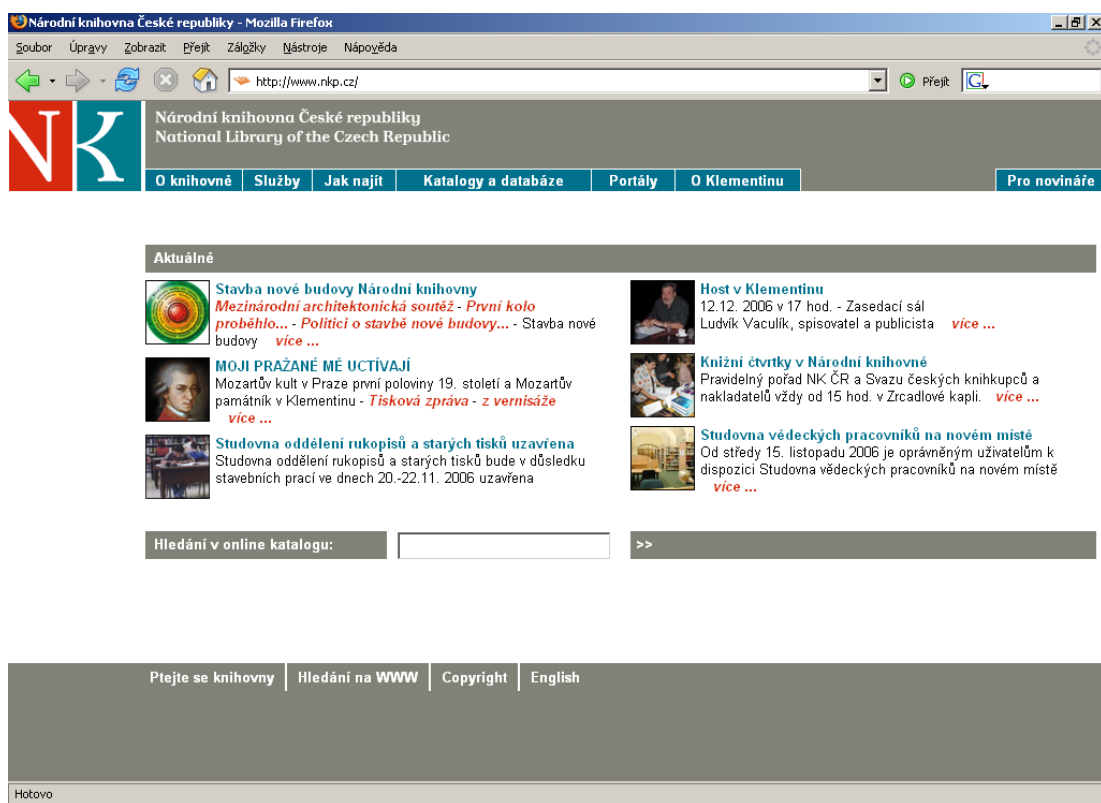 Národní knihovna České republiky - Mozilla Firefox
Soubor Úpravy Zobrazit Přejít Záložky Nástroje Nápověda
http://www.nkp.cz/ Přejít G
NK
Národní knihovna České republiky
National Library of the Czech Republic
O knihovně Služby Jak najít Katalogy a databáze Portály O Klementinu Pro novináře
Aktuálně
Stavba nové budovy Národní knihovny
Mezinárodní architektonická soutěž - První kolo
proběhlo... - Politici o stavbě nové budovy... - Stavba nové
budovy více ...
MOJI PRAŽANÉ MĚ UCTÍVAJÍ
Mozartův kult v Praze první poloviny 19. století a Mozartův
památník v Klementinu - Tisková zpráva - z vernisáže
více ...
Studovna oddělení rukopisů a starých tisků uzavřena
Studovna oddělení rukopisů a starých tisků bude v důsledku
stavebních prací ve dnech 20.-22.11. 2006 uzavřena
Host v Klementinu
12.12. 2006 v 17 hod. - Zasedací sál
Ludvík Vaculík, spisovatel a publicista více ...
Knižní čtvrtky v Národní knihovně
Pravidelný pořad NK ČR a Svazu českých knihkupců a
nakladatelů vždy od 15 hod. v Zrcadlové kapli. více ...
Studovna vědeckých pracovníků na novém místě
Od středy 15. listopadu 2006 je oprávněným uživatelům k
dispozici Studovna vědeckých pracovníků na novém místě
více ...
Hledání v online katalogu: >>
Ptejte se knihovny Hledání na WWW Copyright English
Hotovo